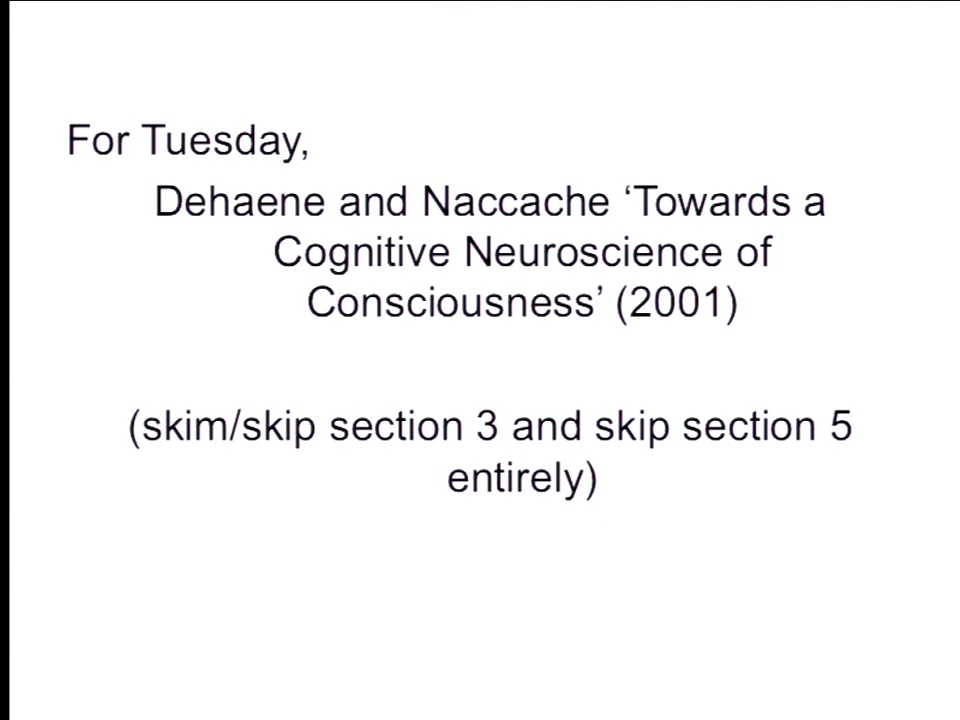 For Tuesday,
Dehaene and Naccache ‘Towards a
Cognitive Neuroscience of
Consciousness’ (2001)
(skim/skip section 3 and skip section 5
entirely)